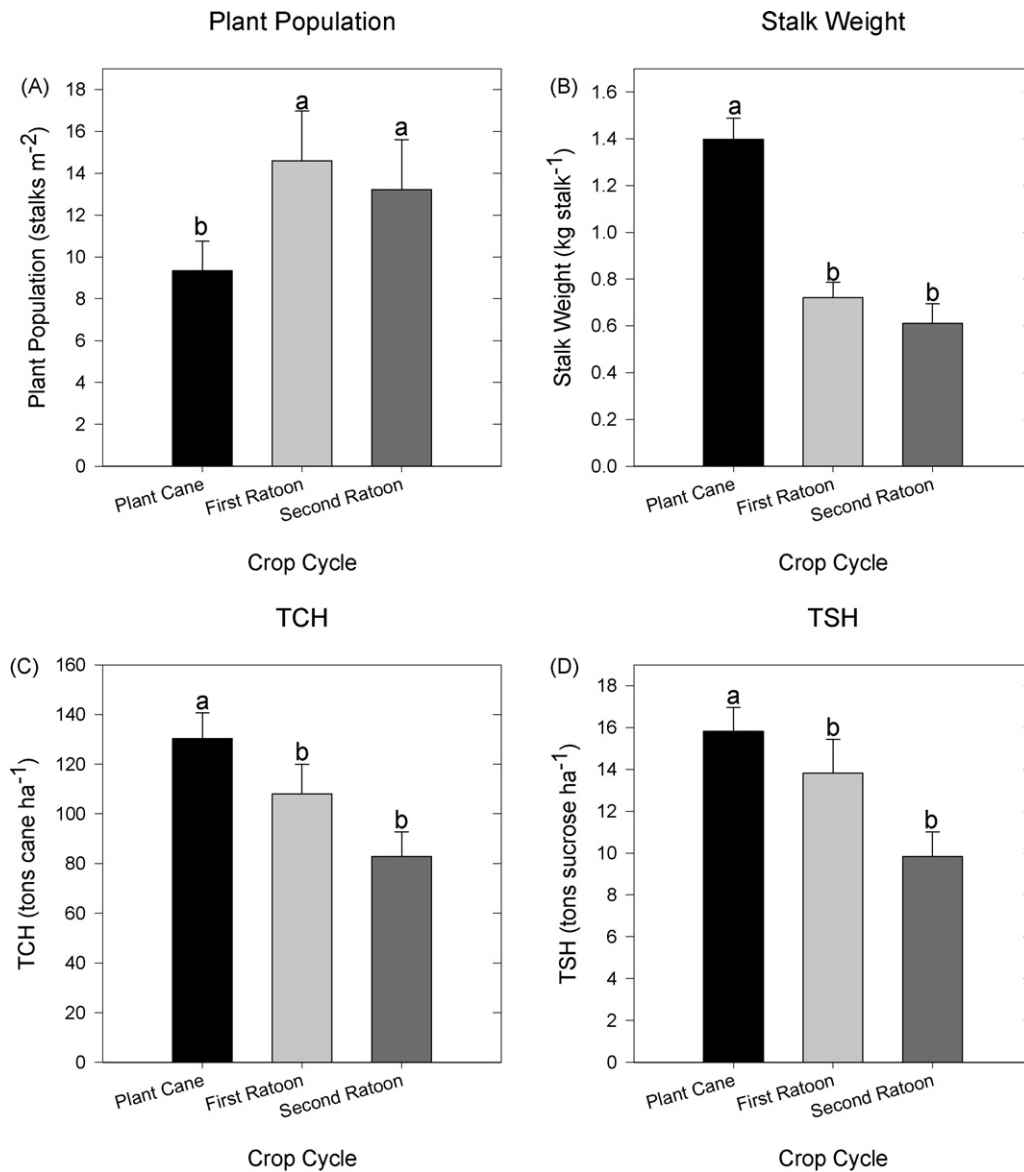 Plant Population
(A)
Plant Population (stalks m⁻²)
18
16
14
12
10
8
6
4
2
0
b
a
a
Plant Cane
First Ratoon
Second Ratoon
Crop Cycle
Stalk Weight
(B)
Stalk Weight (kg stalk⁻¹)
1.6
1.4
1.2
1.0
0.8
0.6
0.4
0.2
0.0
a
b
b
Plant Cane
First Ratoon
Second Ratoon
Crop Cycle
TCH
(C)
TCH (tons cane ha⁻¹)
160
140
120
100
80
60
40
20
0
a
b
b
Plant Cane
First Ratoon
Second Ratoon
Crop Cycle
TSH
(D)
TSH (tons sucrose ha⁻¹)
18
16
14
12
10
8
6
4
2
0
a
b
b
Plant Cane
First Ratoon
Second Ratoon
Crop Cycle